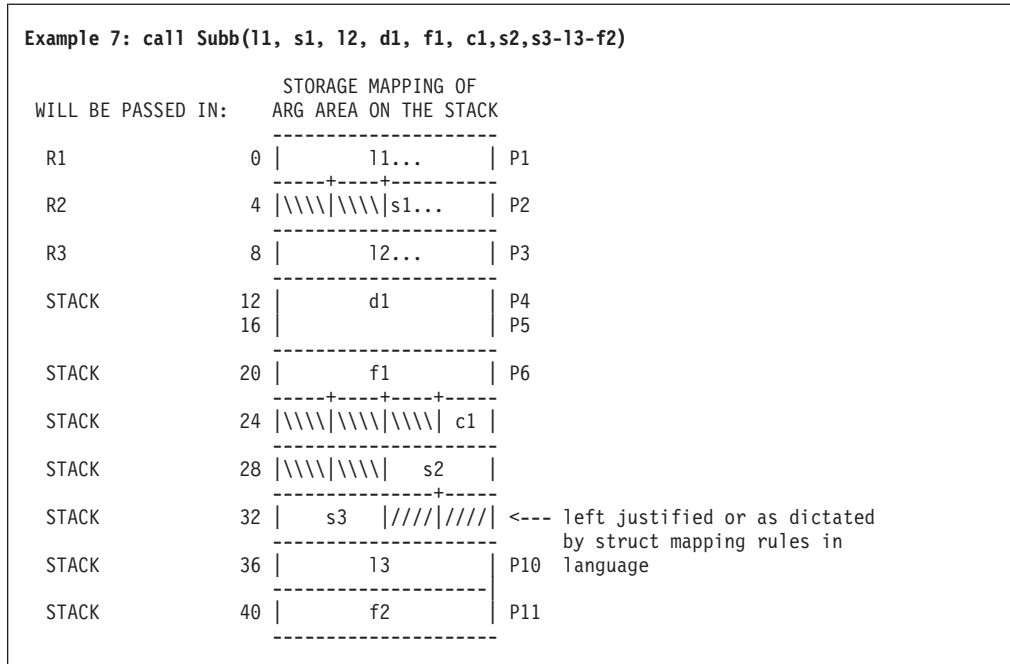 Example 7: call Subb(l1, s1, l2, d1, f1, c1,s2,s3-l3-f2)
STORAGE MAPPING OF
WILL BE PASSED IN: ARG AREA ON THE STACK
---------------------
R1 0 | l1... | P1
-----+----+----------
R2 4 |\\\\|\\\\|s1... | P2
---------------------
R3 8 | l2... | P3
---------------------
STACK 12 | d1 | P4
16 | | P5
---------------------
STACK 20 | f1 | P6
-----+----+----+-----
STACK 24 |\\\\|\\\\|\\\\| c1 |
---------------------
STACK 28 |\\\\|\\\\| s2 |
---------------+-----
STACK 32 | s3 |////|////| <--- left justified or as dictated
--------------------- by struct mapping rules in
STACK 36 | l3 | P10 language
--------------------|
STACK 40 | f2 | P11
---------------------